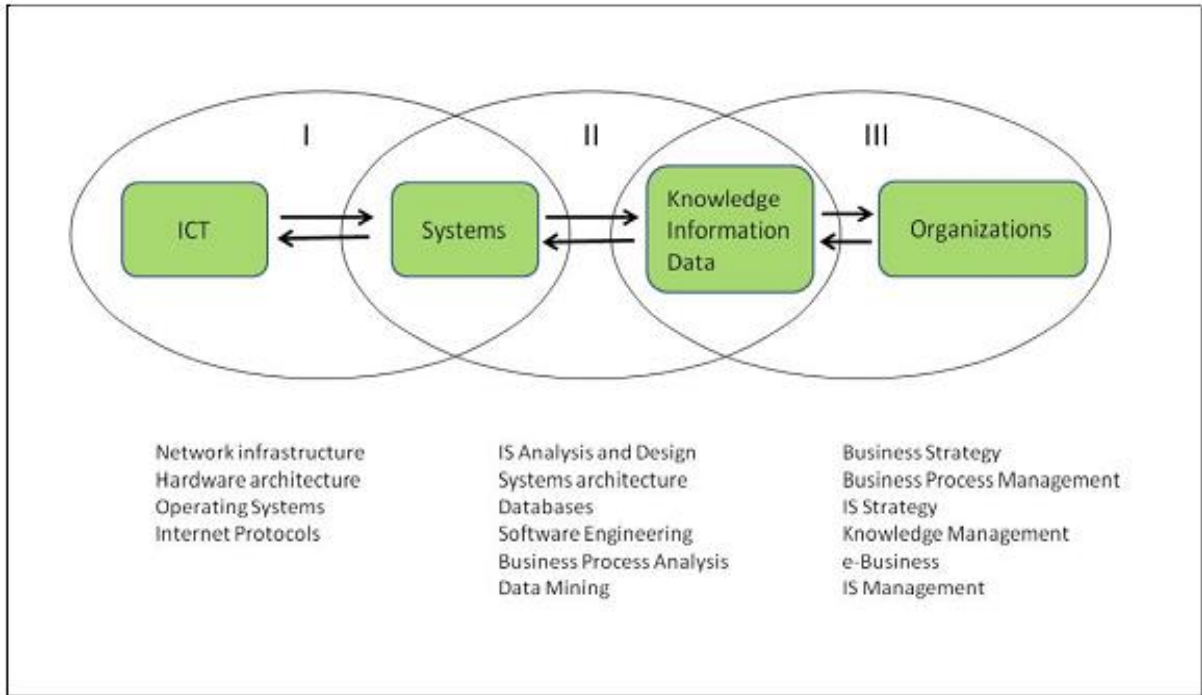 I
II
III
ICT
Systems
Knowledge
Information
Data
Organizations
Network infrastructure
Hardware architecture
Operating Systems
Internet Protocols
IS Analysis and Design
Systems architecture
Databases
Software Engineering
Business Process Analysis
Data Mining
Business Strategy
Business Process Management
IS Strategy
Knowledge Management
e-Business
IS Management